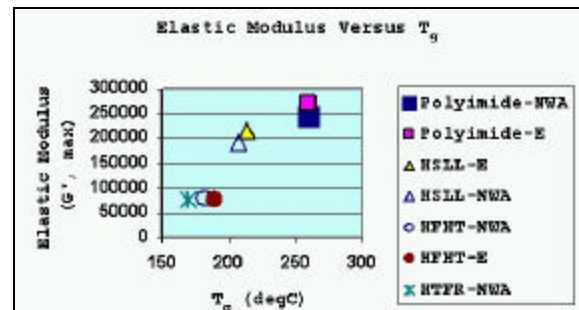 Elastic Modulus Versus Tg
Elastic Modulus
(G', max)
300000
250000
200000
150000
100000
50000
0
150
200
250
300
Tg (degC)
Polyimide-NWA
Polyimide-E
HSLL-E
HSLL-NWA
HFHT-NWA
HFHT-E
HTFR-NWA